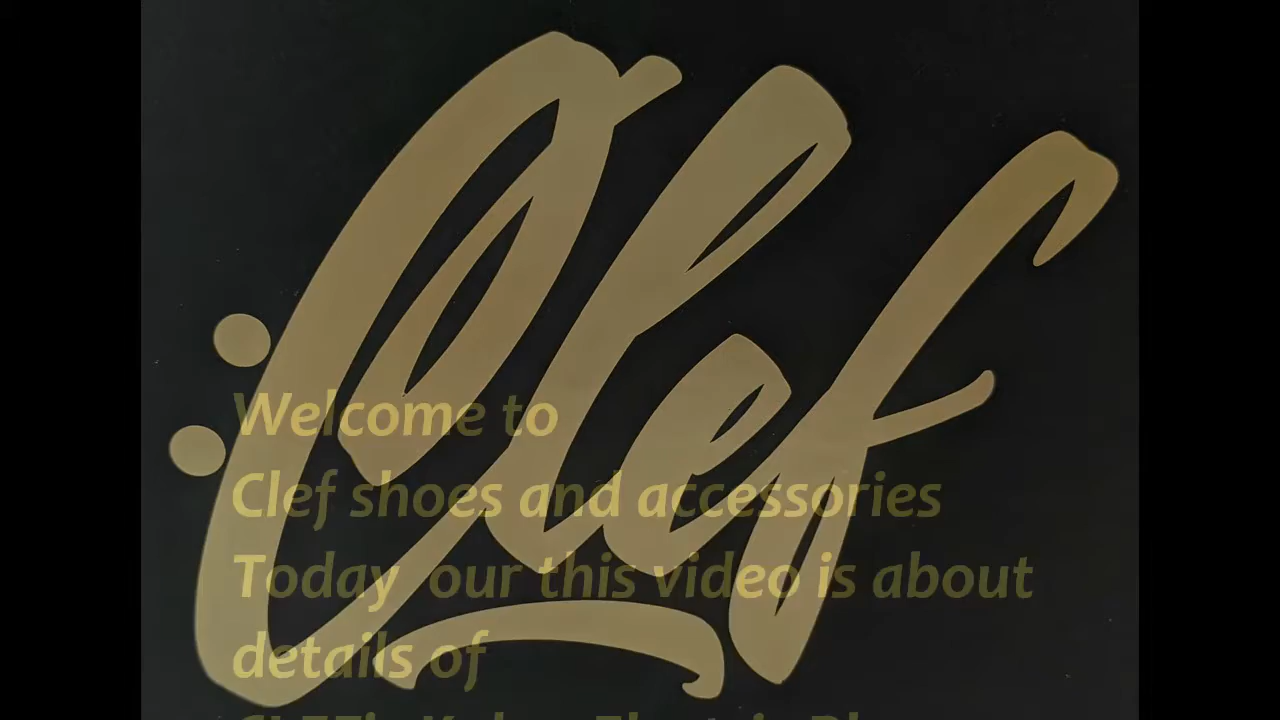 Clef
Welcome to
Clef shoes and accessories
Today our this video is about
details of